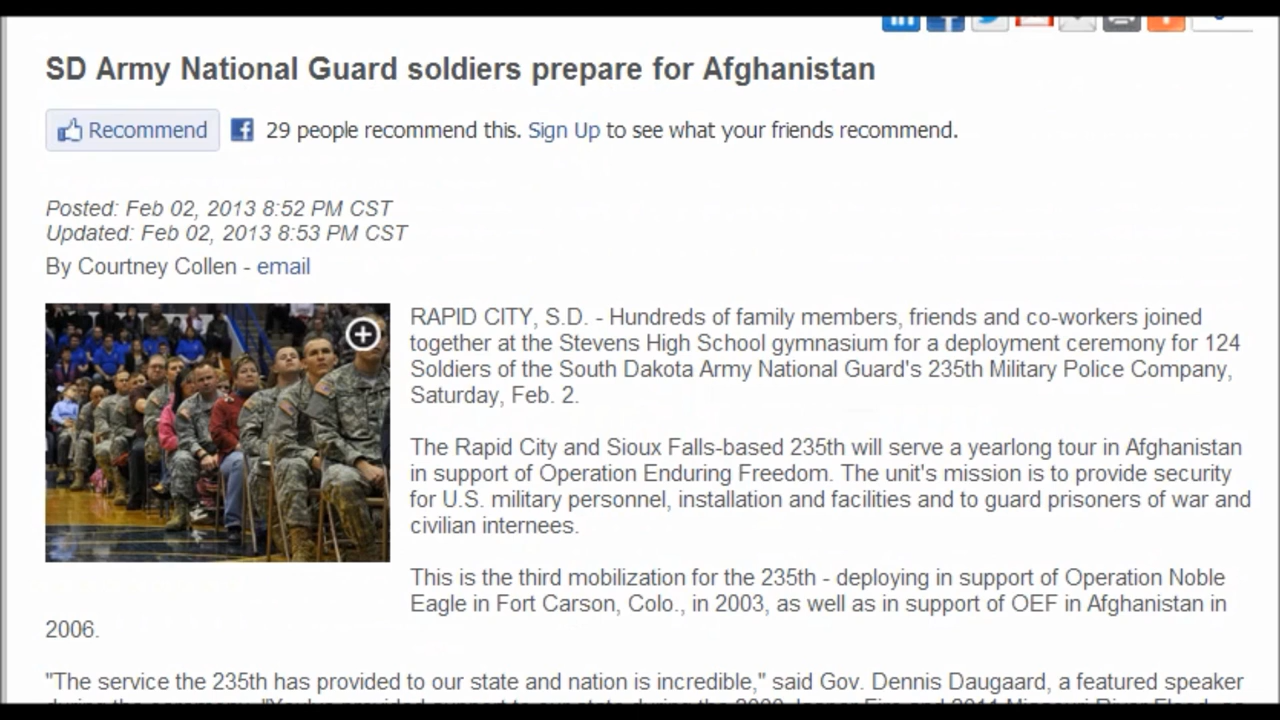 SD Army National Guard soldiers prepare for Afghanistan
Recommend
29 people recommend this. Sign Up to see what your friends recommend.
Posted: Feb 02, 2013 8:52 PM CST
Updated: Feb 02, 2013 8:53 PM CST
By Courtney Collen - email
RAPID CITY, S.D. - Hundreds of family members, friends and co-workers joined
together at the Stevens High School gymnasium for a deployment ceremony for 124
Soldiers of the South Dakota Army National Guard's 235th Military Police Company,
Saturday, Feb. 2.
The Rapid City and Sioux Falls-based 235th will serve a yearlong tour in Afghanistan
in support of Operation Enduring Freedom. The unit's mission is to provide security
for U.S. military personnel, installation and facilities and to guard prisoners of war and
civilian internees.
This is the third mobilization for the 235th - deploying in support of Operation Noble
Eagle in Fort Carson, Colo., in 2003, as well as in support of OEF in Afghanistan in
2006.
"The service the 235th has provided to our state and nation is incredible," said Gov. Dennis Daugaard, a featured speaker